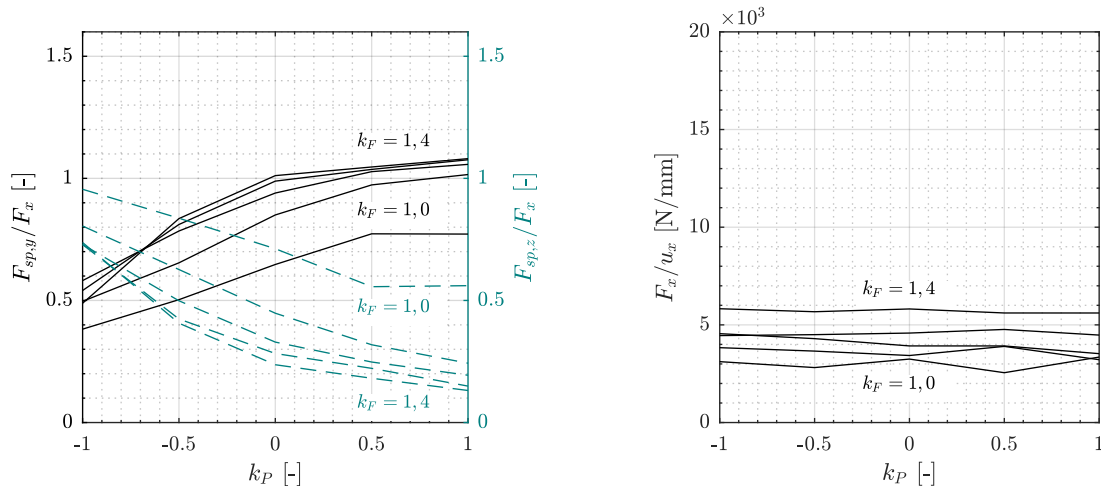 1.5
1
0.5
0
-1
-0.5
0
0.5
1
k_P [-]
F_{sp,y}/F_x [-]
k_F = 1,4
k_F = 1,0
k_F = 1,0
k_F = 1,4
1.5
1
0.5
0
F_{sp,z}/F_x [-]
×10^3
20
15
10
5
0
-1
-0.5
0
0.5
1
k_P [-]
F_x/u_x [N/mm]
k_F = 1,4
k_F = 1,0